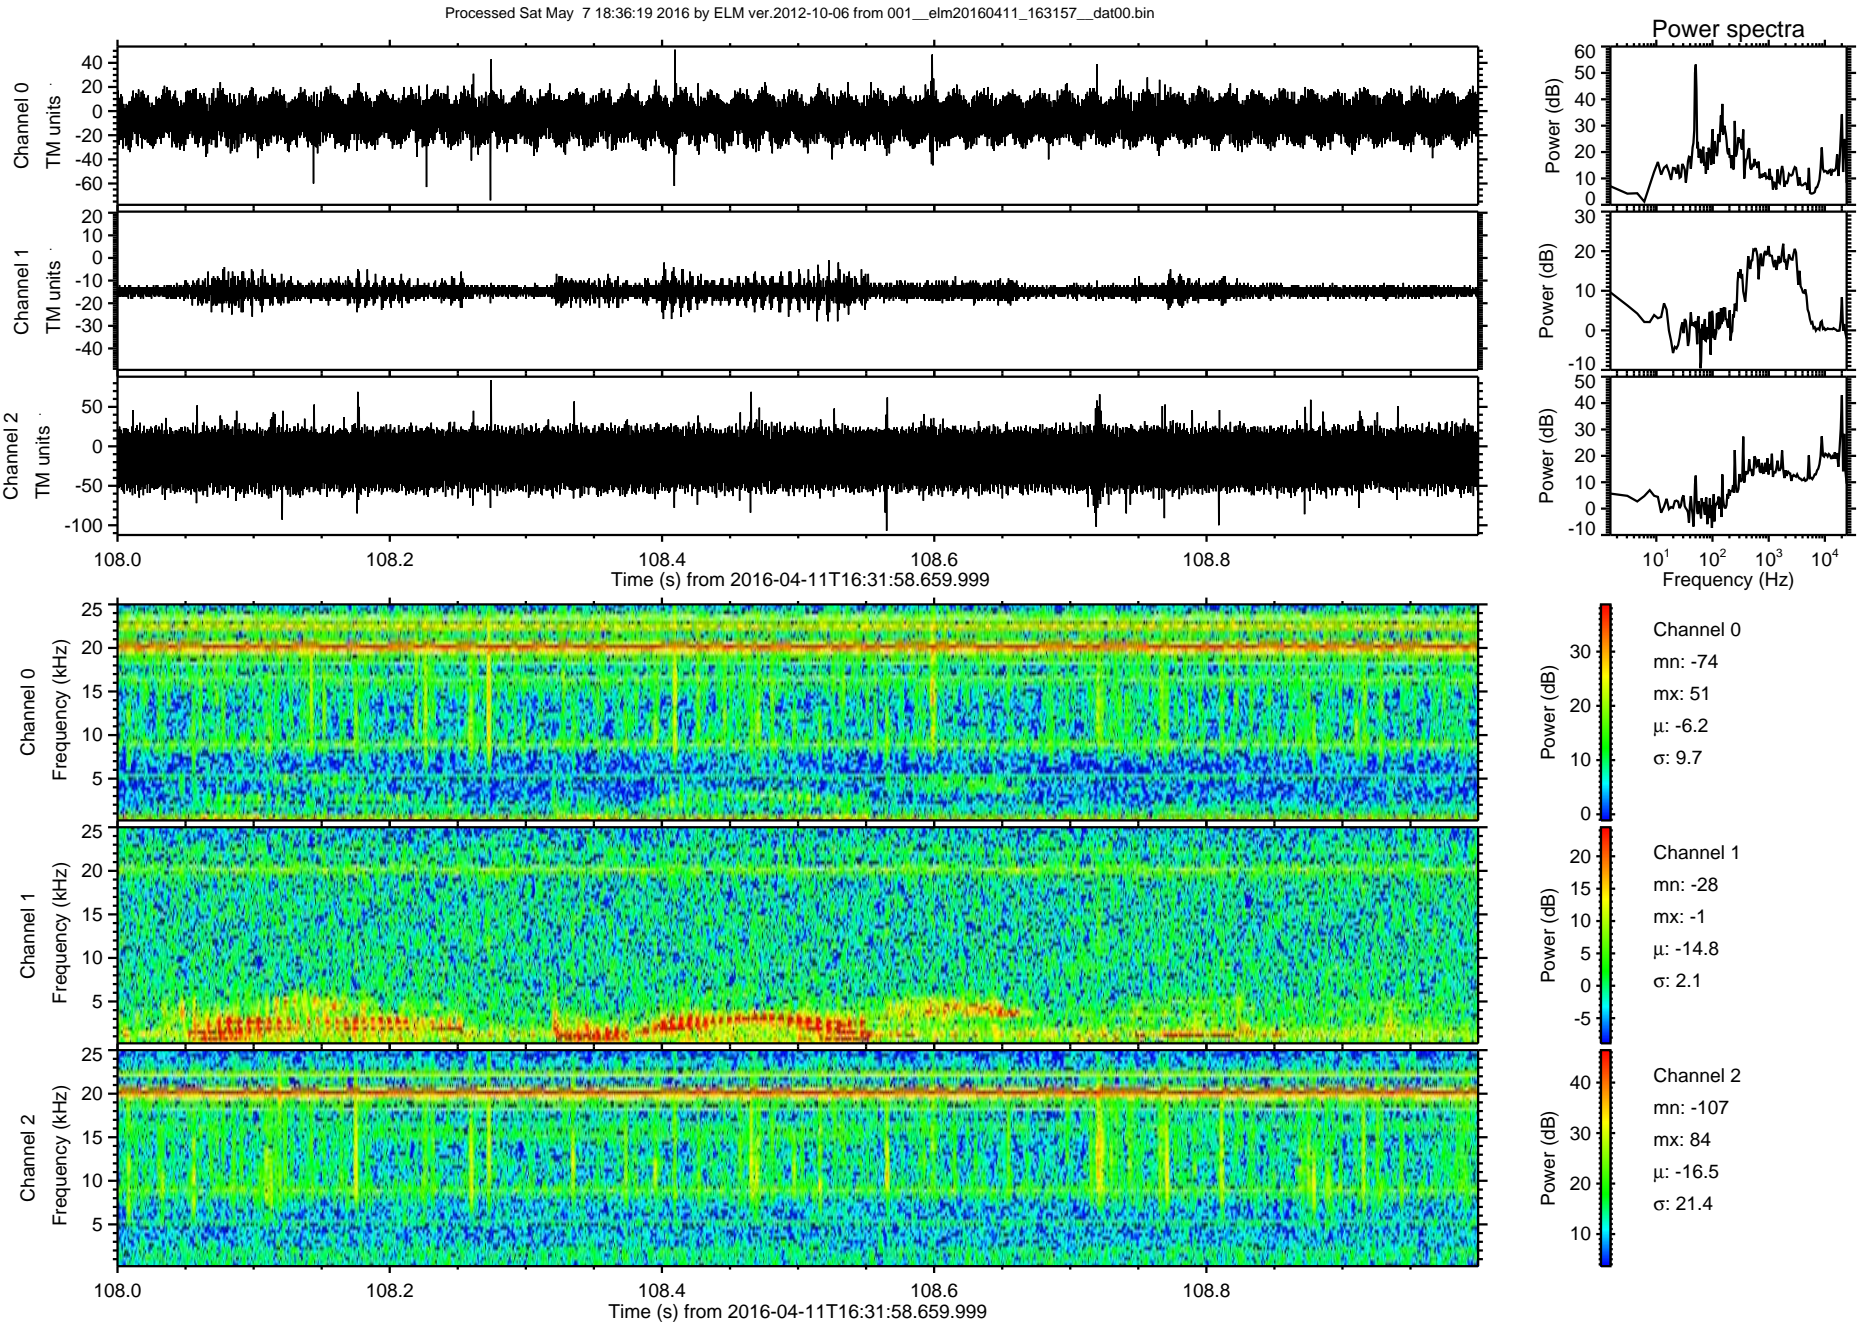 Processed Sat May  7 18:36:19 2016 by ELM ver.2012-10-06 from 001__elm20160411_163157__dat00.bin
Power spectra
Channel 0
TM units
40
20
0
-20
-40
-60
Power (dB)
60
50
40
30
20
10
0
Channel 1
TM units
20
10
0
-10
-20
-30
-40
Power (dB)
30
20
10
0
-10
Channel 2
TM units
50
0
-50
-100
Power (dB)
50
40
30
20
10
0
-10
108.0 108.2 108.4 108.6 108.8
Time (s) from 2016-04-11T16:31:58.659.999
10¹ 10² 10³ 10⁴
Frequency (Hz)
Channel 0
Frequency (kHz)
25
20
15
10
5
Power (dB)
30
20
10
0
Channel 0
mn: -74
mx: 51
μ: -6.2
σ: 9.7
Channel 1
Frequency (kHz)
25
20
15
10
5
Power (dB)
20
15
10
5
0
-5
Channel 1
mn: -28
mx: -1
μ: -14.8
σ: 2.1
Channel 2
Frequency (kHz)
25
20
15
10
5
Power (dB)
40
30
20
10
Channel 2
mn: -107
mx: 84
μ: -16.5
σ: 21.4
108.0 108.2 108.4 108.6 108.8
Time (s) from 2016-04-11T16:31:58.659.999